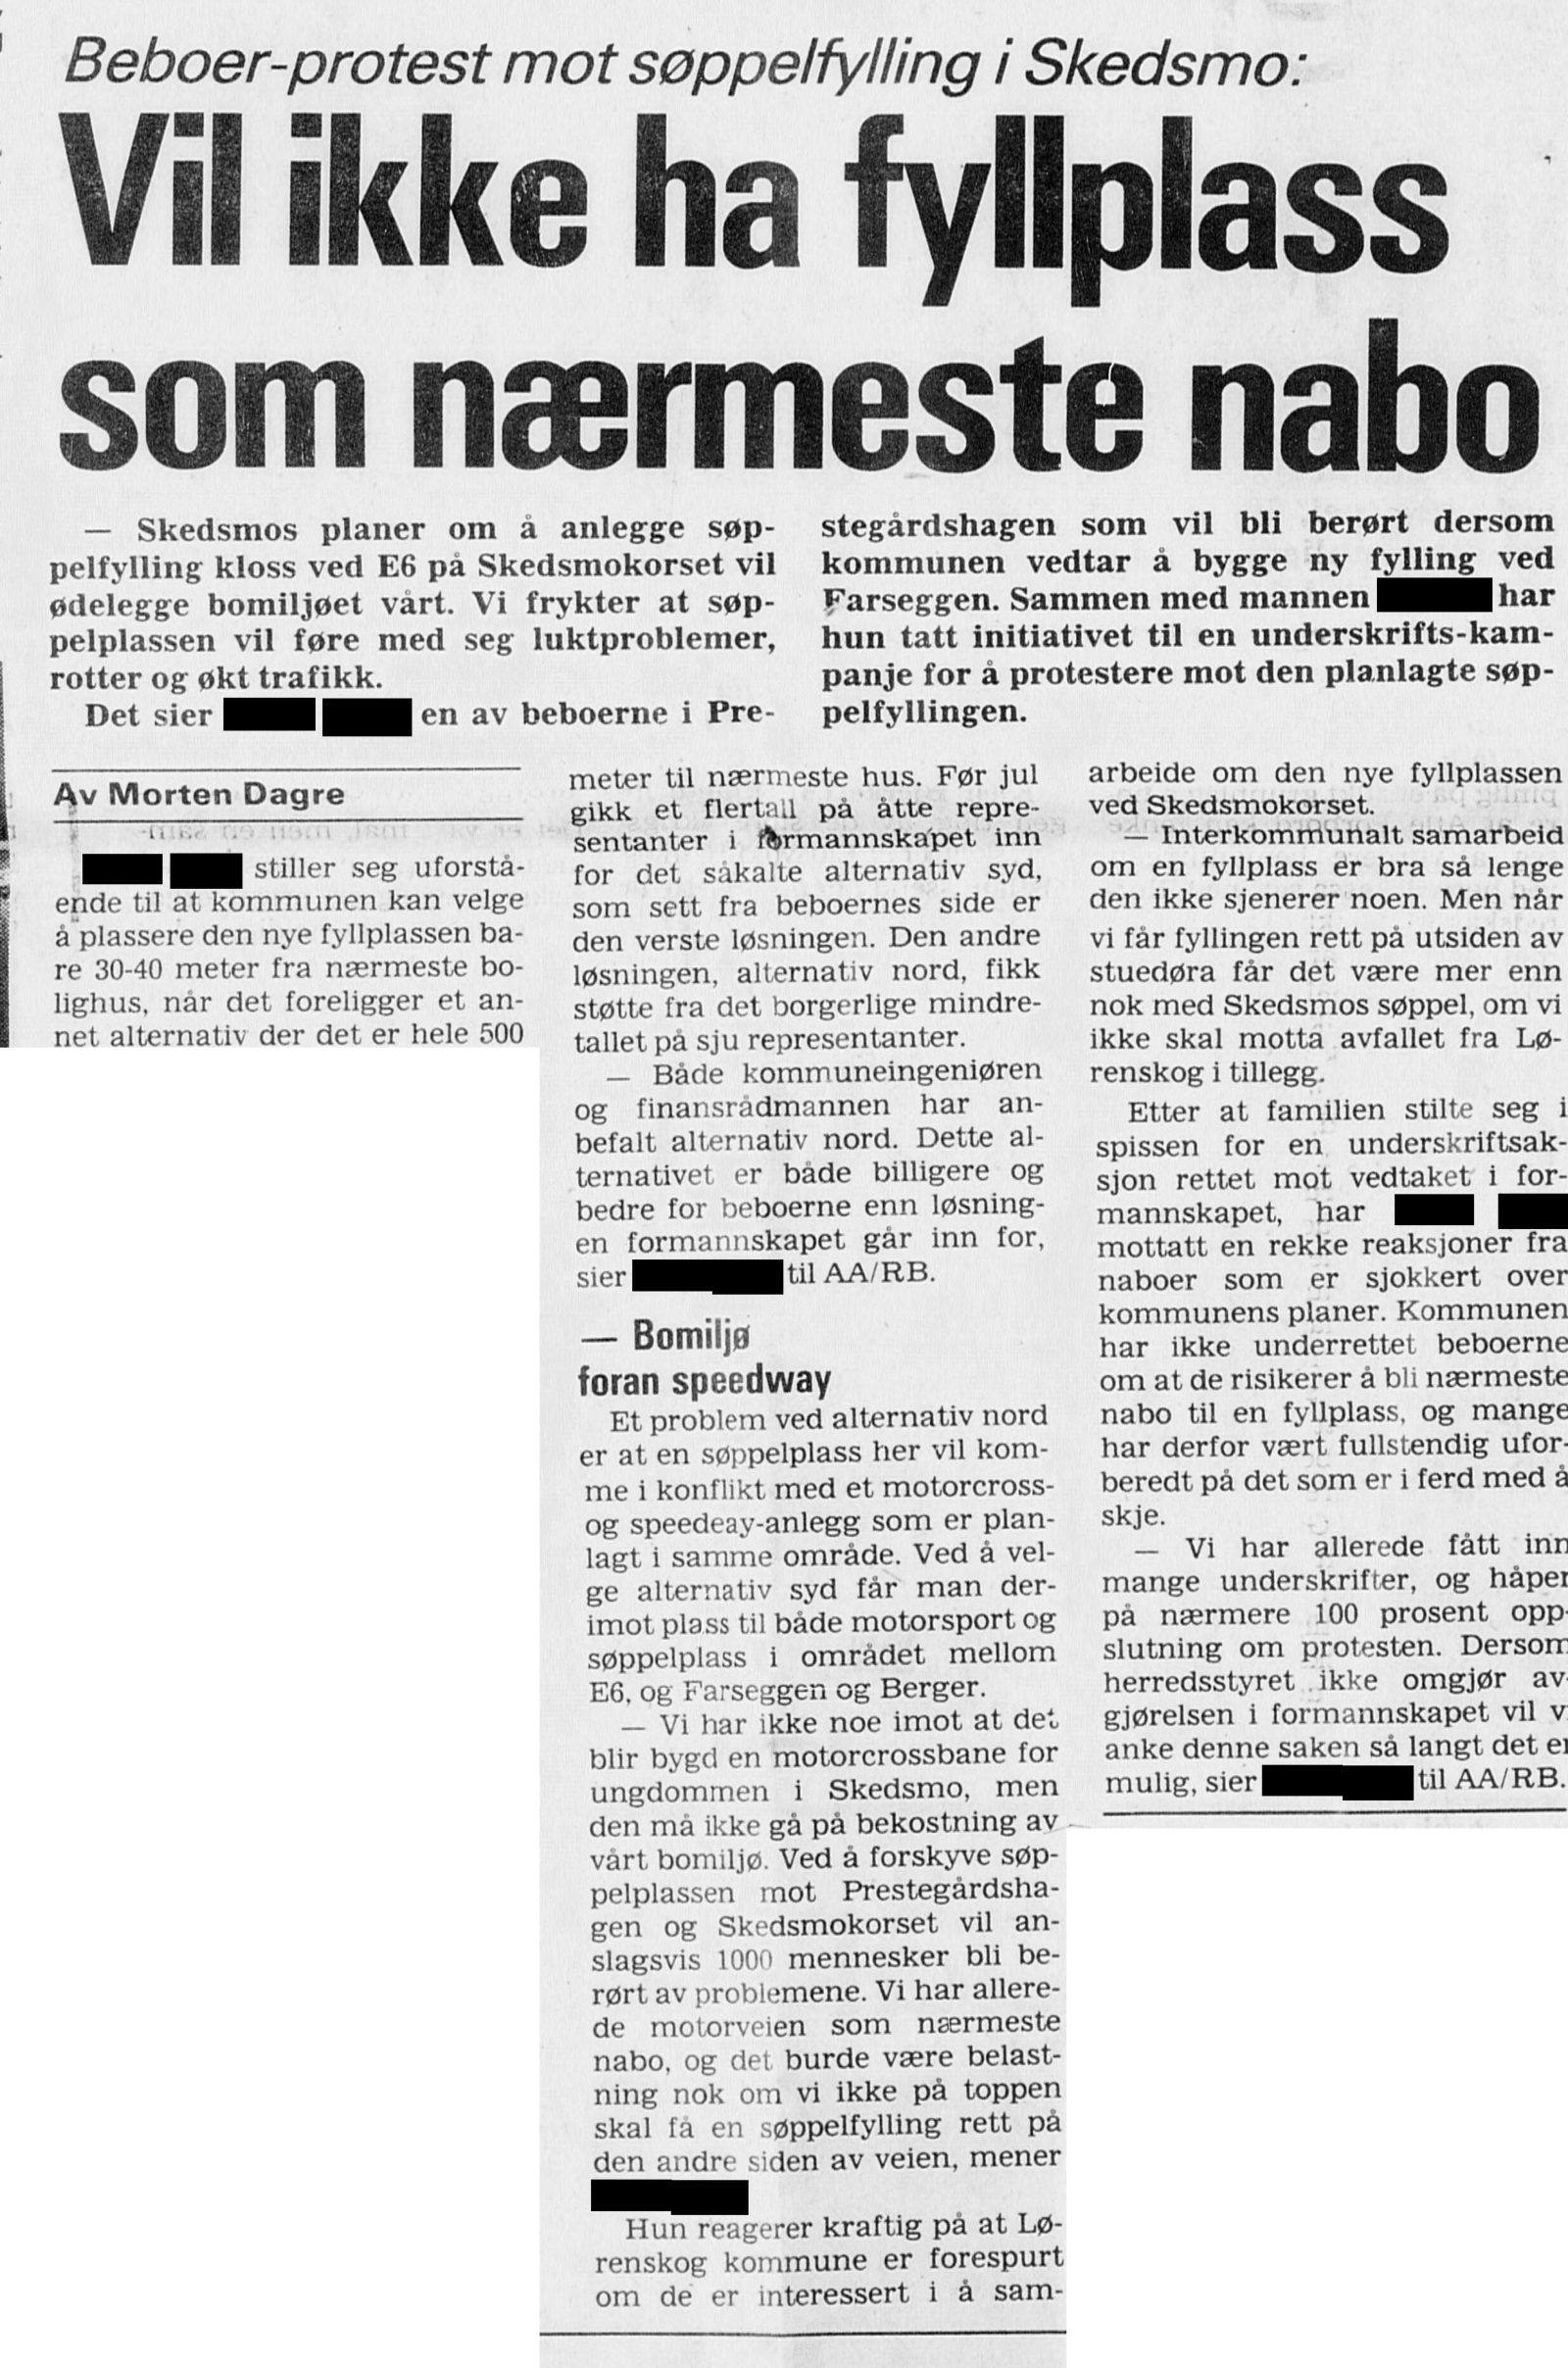 Beboer-protest mot søppelfylling i Skedsmo:
Vil ikke ha fyllplass
som nærmeste nabo
— Skedsmos planer om å anlegge søp-
pelfylling kloss ved E6 på Skedsmokorset vil
ødelegge bomiljøet vårt. Vi frykter at søp-
pelplassen vil føre med seg luktproblemer,
rotter og økt trafikk.
Det sier en av beboerne i Pre-
stegårdshagen som vil bli berørt dersom
kommunen vedtar å bygge ny fylling ved
Farseggen. Sammen med mannen har
hun tatt initiativet til en underskrifts-kam-
panje for å protestere mot den planlagte søp-
pelfyllingen.
Av Morten Dagre
stiller seg uforstå-
ende til at kommunen kan velge
å plassere den nye fyllplassen ba-
re 30-40 meter fra nærmeste bo-
lighus, når det foreligger et an-
net alternativ der det er hele 500
meter til nærmeste hus. Før jul
gikk et flertall på åtte repre-
sentanter i formannskapet inn
for det såkalte alternativ syd,
som sett fra beboernes side er
den verste løsningen. Den andre
løsningen, alternativ nord, fikk
støtte fra det borgerlige mindre-
tallet på sju representanter.
— Både kommuneingeniøren
og finansrådmannen har an-
befalt alternativ nord. Dette al-
ternativet er både billigere og
bedre for beboerne enn løsning-
en formannskapet går inn for,
sier til AA/RB.
— Bomiljø
foran speedway
Et problem ved alternativ nord
er at en søppelplass her vil kom-
me i konflikt med et motorcross-
og speedeay-anlegg som er plan-
lagt i samme område. Ved å vel-
ge alternativ syd får man der-
imot plass til både motorsport og
søppelplass i området mellom
E6, og Farseggen og Berger.
— Vi har ikke noe imot at det
blir bygd en motorcrossbane for
ungdommen i Skedsmo, men
den må ikke gå på bekostning av
vårt bomiljø. Ved å forskyve søp-
pelplassen mot Prestegårdsha-
gen og Skedsmokorset vil an-
slagsvis 1000 mennesker bli be-
rørt av problemene. Vi har allere-
de motorveien som nærmeste
nabo, og det burde være belast-
ning nok om vi ikke på toppen
skal få en søppelfylling rett på
den andre siden av veien, mener
Hun reagerer kraftig på at Lø-
renskog kommune er forespurt
om de er interessert i å sam-
arbeide om den nye fyllplassen
ved Skedsmokorset.
— Interkommunalt samarbeid
om en fyllplass er bra så lenge
den ikke sjenerer noen. Men når
vi får fyllingen rett på utsiden av
stuedøra får det være mer enn
nok med Skedsmos søppel, om vi
ikke skal motta avfallet fra Lø-
renskog i tillegg.
Etter at familien stilte seg i
spissen for en underskriftsak-
sjon rettet mot vedtaket i for-
mannskapet, har
mottatt en rekke reaksjoner fra
naboer som er sjokkert over
kommunens planer. Kommunen
har ikke underrettet beboerne
om at de risikerer å bli nærmeste
nabo til en fyllplass, og mange
har derfor vært fullstendig ufor-
beredt på det som er i ferd med å
skje.
— Vi har allerede fått inn
mange underskrifter, og håper
på nærmere 100 prosent opp-
slutning om protesten. Dersom
herredsstyret ikke omgjør av-
gjørelsen i formannskapet vil vi
anke denne saken så langt det er
mulig, sier til AA/RB.